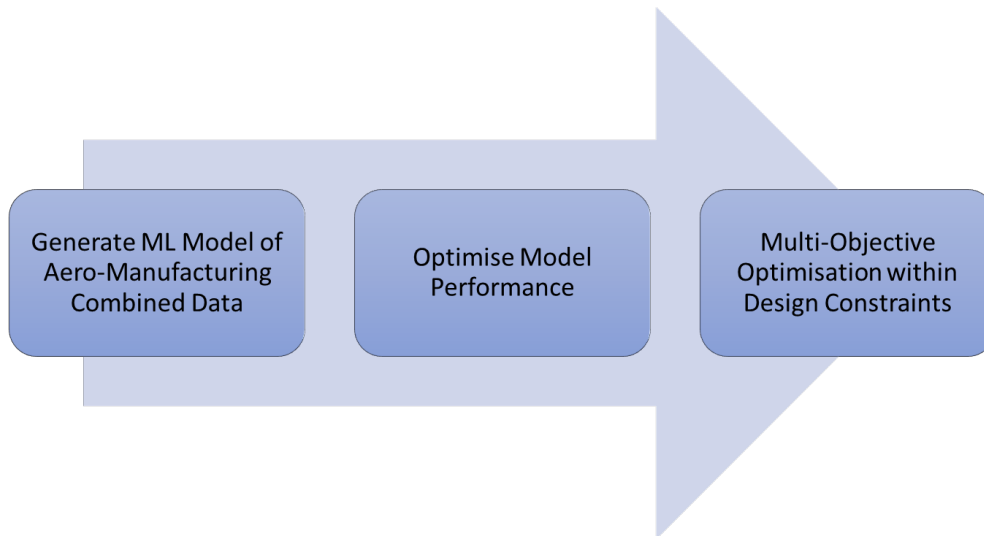 Generate ML Model of
Aero-Manufacturing
Combined Data
Optimise Model
Performance
Multi-Objective
Optimisation within
Design Constraints